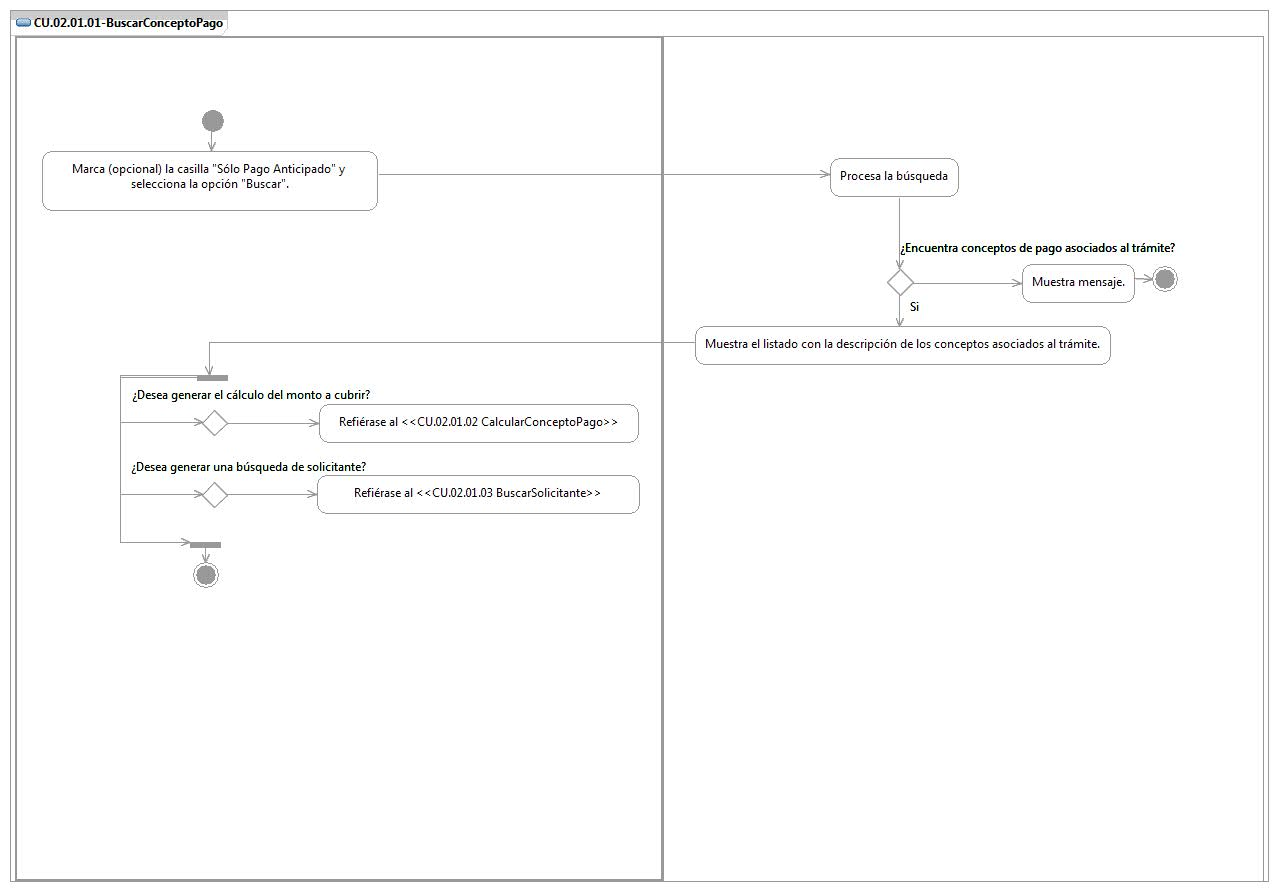 CU.02.01.01-BuscarConceptoPago
Marca (opcional) la casilla "Sólo Pago Anticipado" y
selecciona la opción "Buscar".
Procesa la búsqueda
¿Encuentra conceptos de pago asociados al trámite?
Muestra mensaje.
Si
Muestra el listado con la descripción de los conceptos asociados al trámite.
¿Desea generar el cálculo del monto a cubrir?
Refiérase al <<CU.02.01.02 CalcularConceptoPago>>
¿Desea generar una búsqueda de solicitante?
Refiérase al <<CU.02.01.03 BuscarSolicitante>>